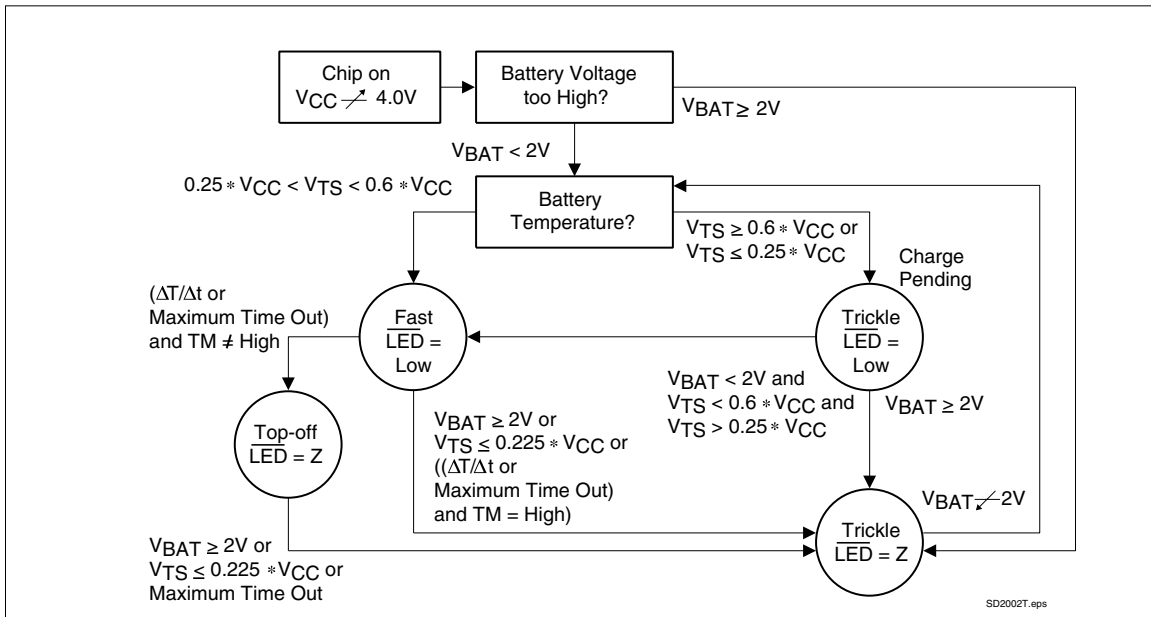 Chip on
VCC 4.0V
Battery Voltage
too High?
VBAT ≥ 2V
VBAT < 2V
0.25 * VCC < VTS < 0.6 * VCC
Battery
Temperature?
VTS ≥ 0.6 * VCC or
VTS ≤ 0.25 * VCC
Charge
Pending
(ΔT/Δt or
Maximum Time Out)
and TM ≠ High
Fast
LED =
Low
Trickle
LED =
Low
VBAT < 2V and
VTS < 0.6 * VCC and
VTS > 0.25 * VCC
VBAT ≥ 2V
Top-off
LED = Z
VBAT ≥ 2V or
VTS ≤ 0.225 * VCC or
((ΔT/Δt or
Maximum Time Out)
and TM = High)
VBAT 2V
Trickle
LED = Z
VBAT ≥ 2V or
VTS ≤ 0.225 * VCC or
Maximum Time Out
SD2002T.eps